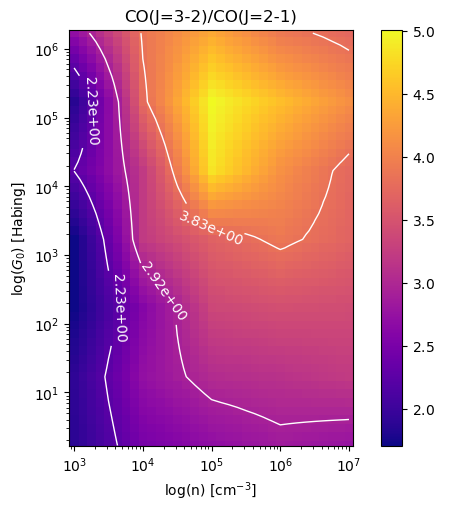 CO(J=3-2)/CO(J=2-1)
10⁶
10⁵
10⁴
10³
10²
10¹
log(G₀) [Habing]
2.23e+00
3.83e+00
2.92e+00
2.23e+00
10³
10⁴
10⁵
10⁶
10⁷
log(n) [cm⁻³]
5.0
4.5
4.0
3.5
3.0
2.5
2.0